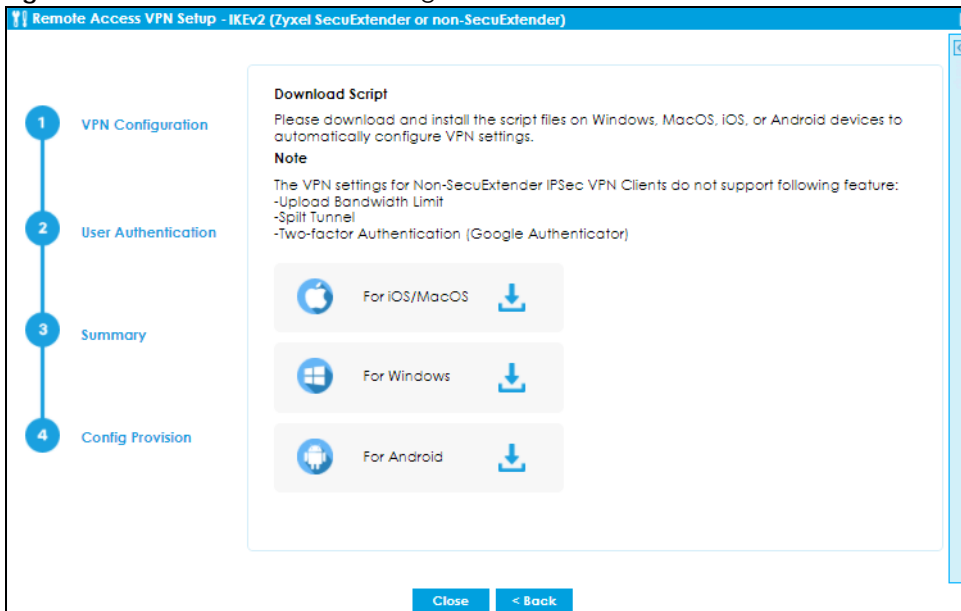 Remote Access VPN Setup - IKEv2 (Zyxel SecuExtender or non-SecuExtender)
1 VPN Configuration
2 User Authentication
3 Summary
4 Config Provision
Download Script
Please download and install the script files on Windows, MacOS, iOS, or Android devices to
automatically configure VPN settings.
Note
The VPN settings for Non-SecuExtender IPSec VPN Clients do not support following feature:
-Upload Bandwidth Limit
-Spilt Tunnel
-Two-factor Authentication (Google Authenticator)
For iOS/MacOS
For Windows
For Android
Close < Back